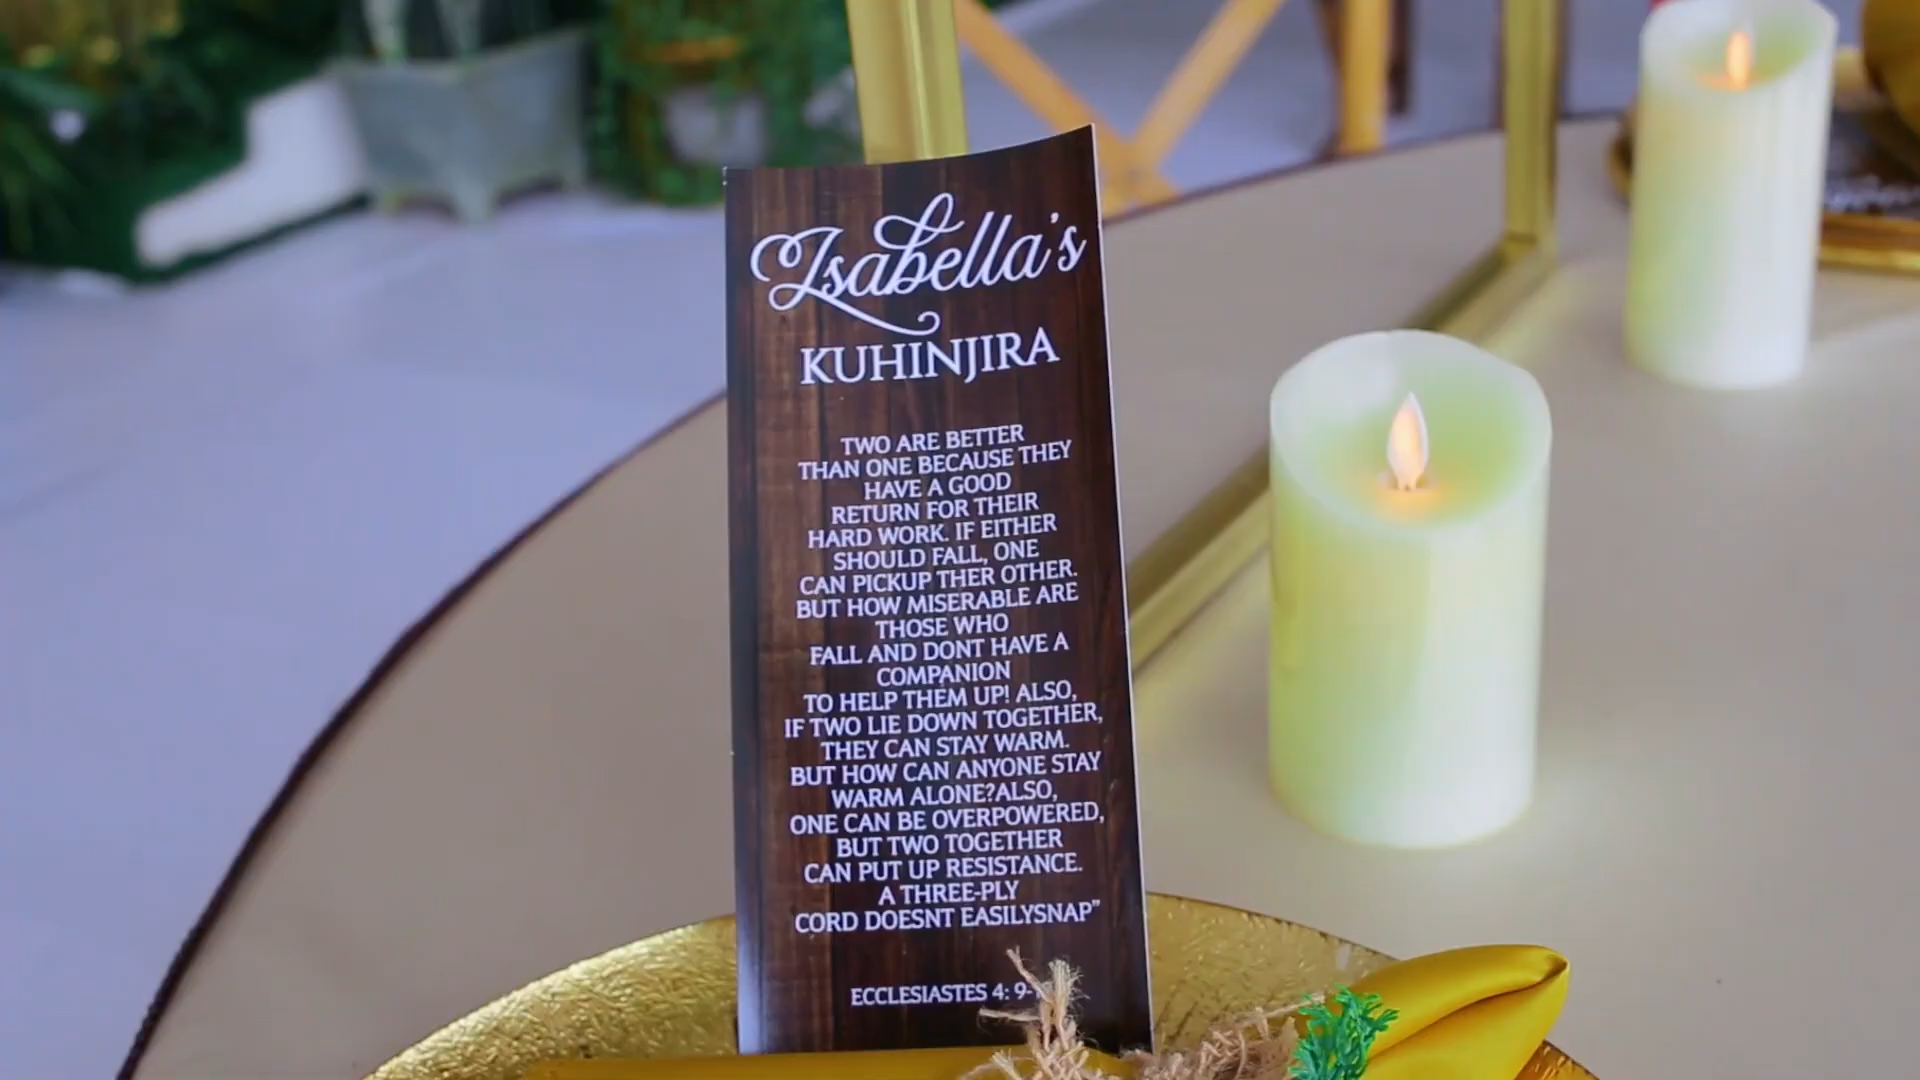 Isabella's
KUHINJIRA
TWO ARE BETTER
THAN ONE BECAUSE THEY
HAVE A GOOD
RETURN FOR THEIR
HARD WORK. IF EITHER
SHOULD FALL, ONE
CAN PICKUP THER OTHER.
BUT HOW MISERABLE ARE
THOSE WHO
FALL AND DONT HAVE A
COMPANION
TO HELP THEM UP! ALSO,
IF TWO LIE DOWN TOGETHER,
THEY CAN STAY WARM.
BUT HOW CAN ANYONE STAY
WARM ALONE?ALSO,
ONE CAN BE OVERPOWERED,
BUT TWO TOGETHER
CAN PUT UP RESISTANCE.
A THREE-PLY
CORD DOESNT EASILYSNAP”
ECCLESIASTES 4: 9-